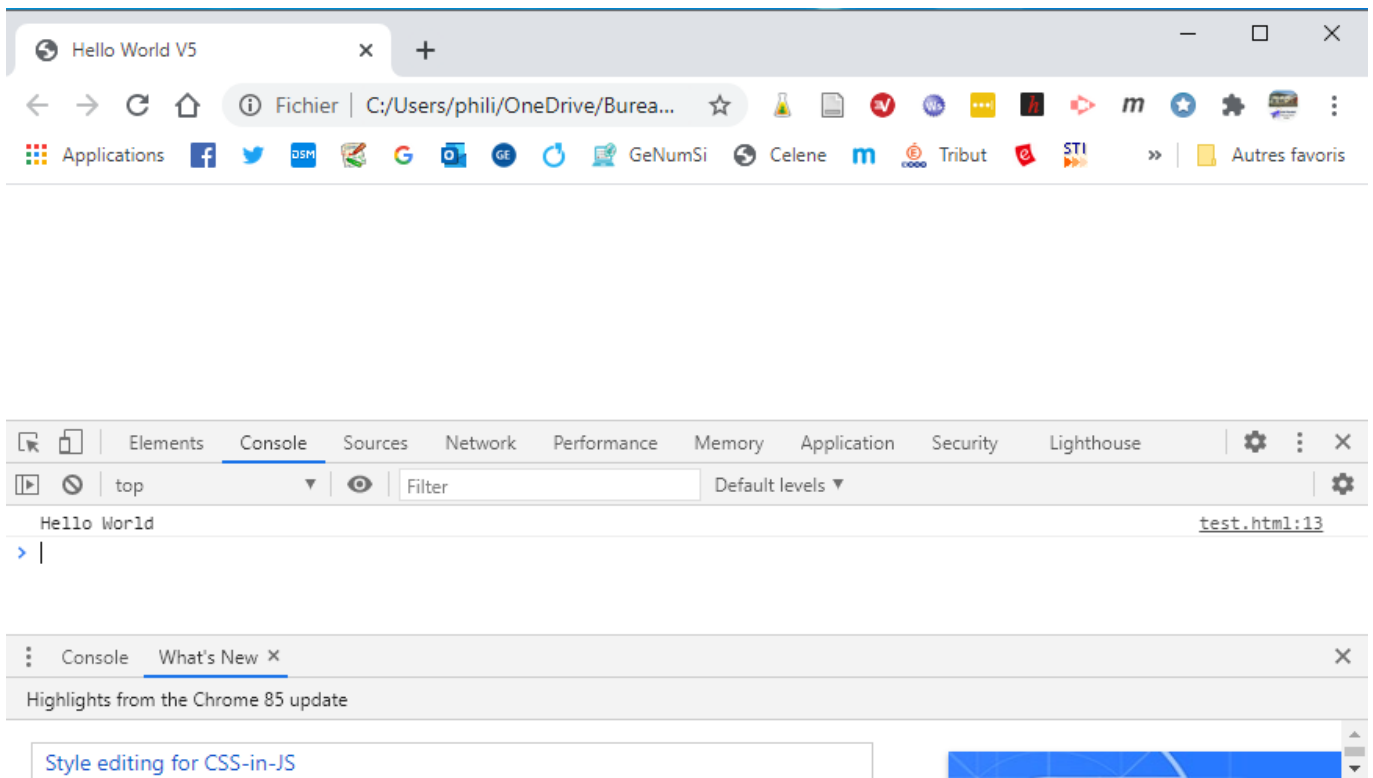 Hello World V5
Fichier C:/Users/phili/OneDrive/Burea... m
Applications DSM G GE GeNumSi Celene m Tribut STI » Autres favoris
Elements Console Sources Network Performance Memory Application Security Lighthouse
top Filter Default levels
Hello World test.html:13
>
Console What's New
Highlights from the Chrome 85 update
Style editing for CSS-in-JS